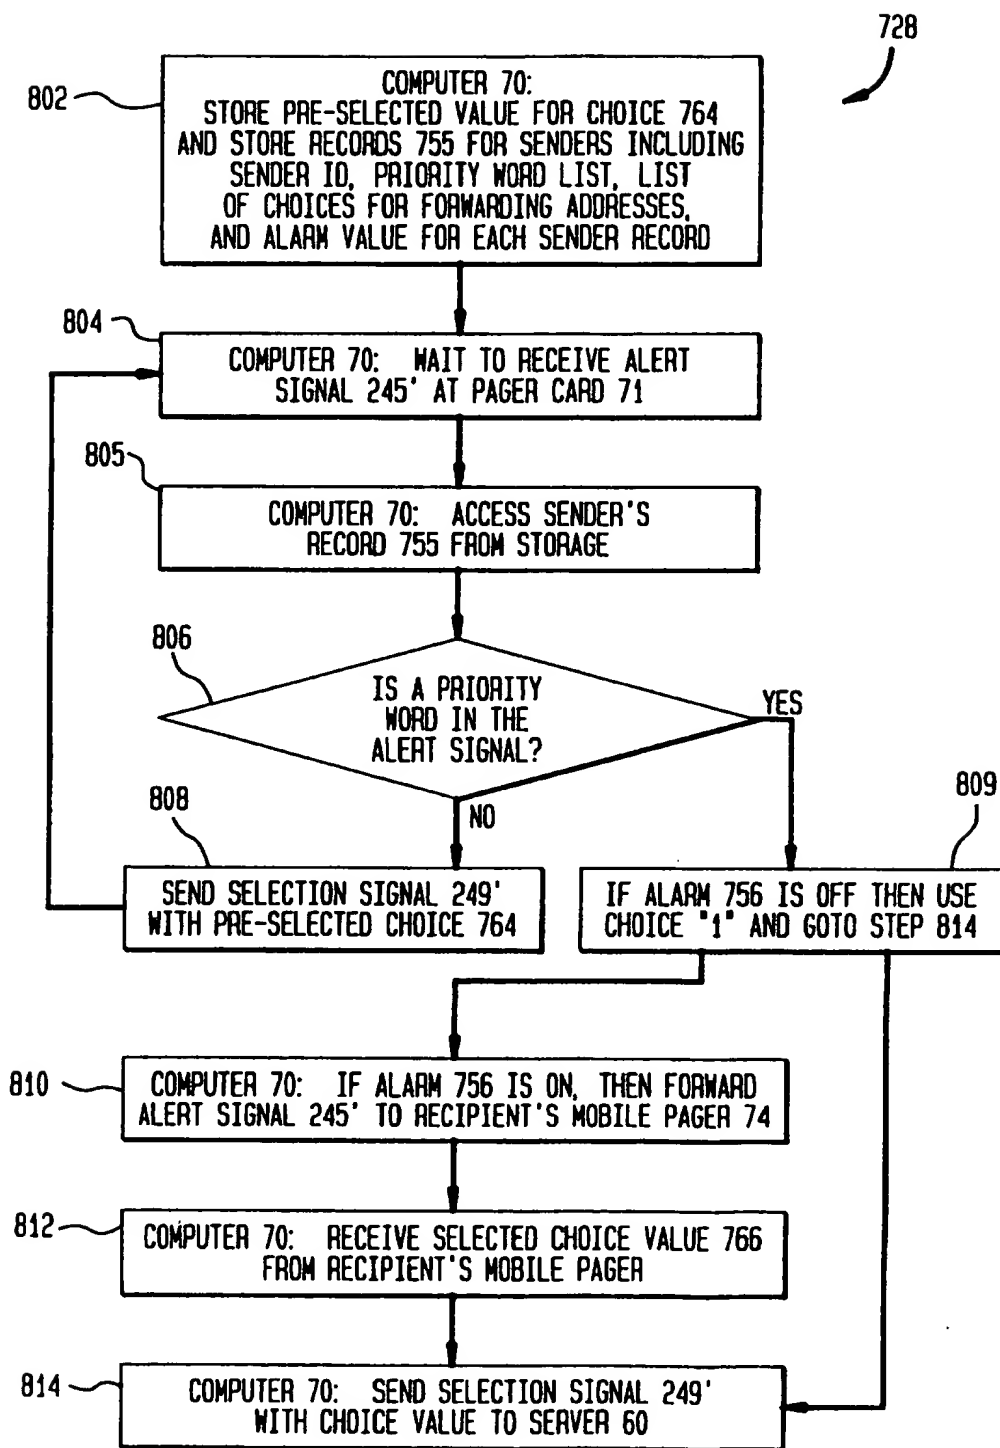 728
802
COMPUTER 70:
STORE PRE-SELECTED VALUE FOR CHOICE 764
AND STORE RECORDS 755 FOR SENDERS INCLUDING
SENDER ID, PRIORITY WORD LIST, LIST
OF CHOICES FOR FORWARDING ADDRESSES,
AND ALARM VALUE FOR EACH SENDER RECORD
804
COMPUTER 70: WAIT TO RECEIVE ALERT
SIGNAL 245' AT PAGER CARD 71
805
COMPUTER 70: ACCESS SENDER'S
RECORD 755 FROM STORAGE
806
IS A PRIORITY
WORD IN THE
ALERT SIGNAL?
YES
NO
808
SEND SELECTION SIGNAL 249'
WITH PRE-SELECTED CHOICE 764
809
IF ALARM 756 IS OFF THEN USE
CHOICE "1" AND GOTO STEP 814
810
COMPUTER 70: IF ALARM 756 IS ON, THEN FORWARD
ALERT SIGNAL 245' TO RECIPIENT'S MOBILE PAGER 74
812
COMPUTER 70: RECEIVE SELECTED CHOICE VALUE 766
FROM RECIPIENT'S MOBILE PAGER
814
COMPUTER 70: SEND SELECTION SIGNAL 249'
WITH CHOICE VALUE TO SERVER 60